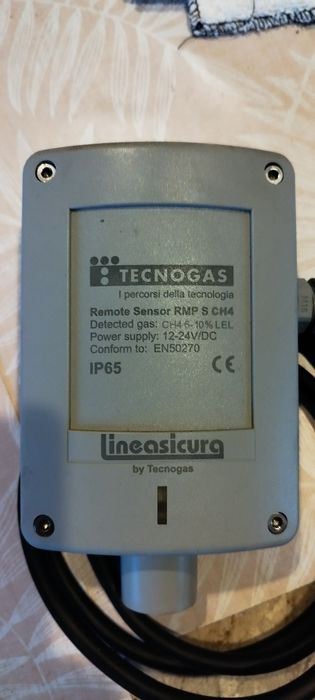 TECNOGAS
I percorsi della tecnologia
Remote Sensor RMP S CH4
Detected gas: CH4 5-10% LEL
Power supply: 12-24V/DC
Conform to: EN50270
IP65 CE
Lineasicura
by Tecnogas